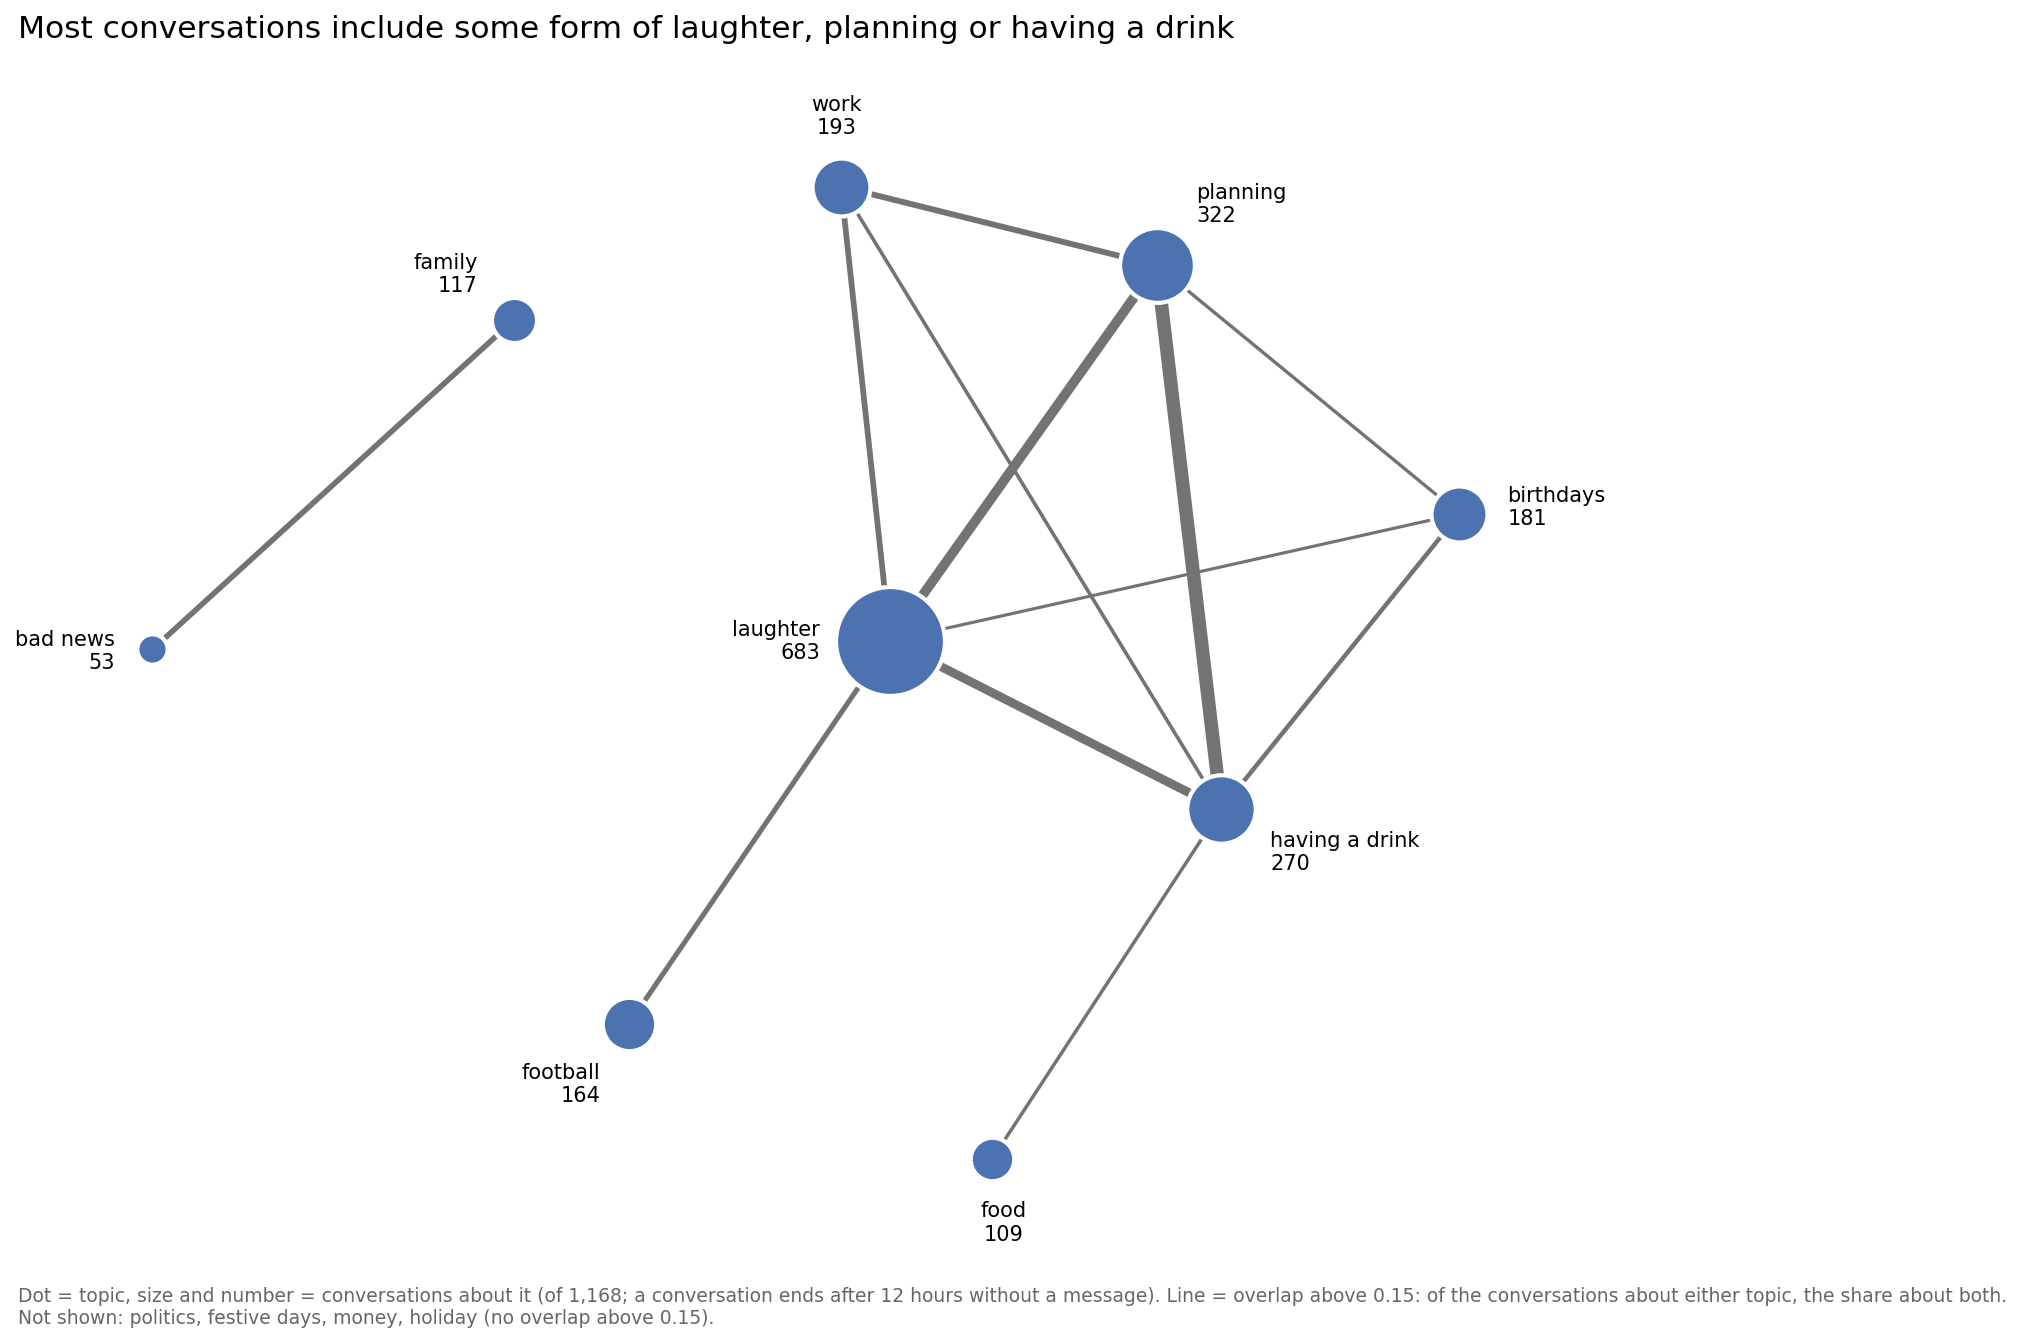 Most conversations include some form of laughter, planning or having a drink
work
193
planning
322
family
117
birthdays
181
laughter
683
bad news
53
having a drink
270
football
164
food
109
Dot = topic, size and number = conversations about it (of 1,168; a conversation ends after 12 hours without a message). Line = overlap above 0.15: of the conversations about either topic, the share about both.
Not shown: politics, festive days, money, holiday (no overlap above 0.15).